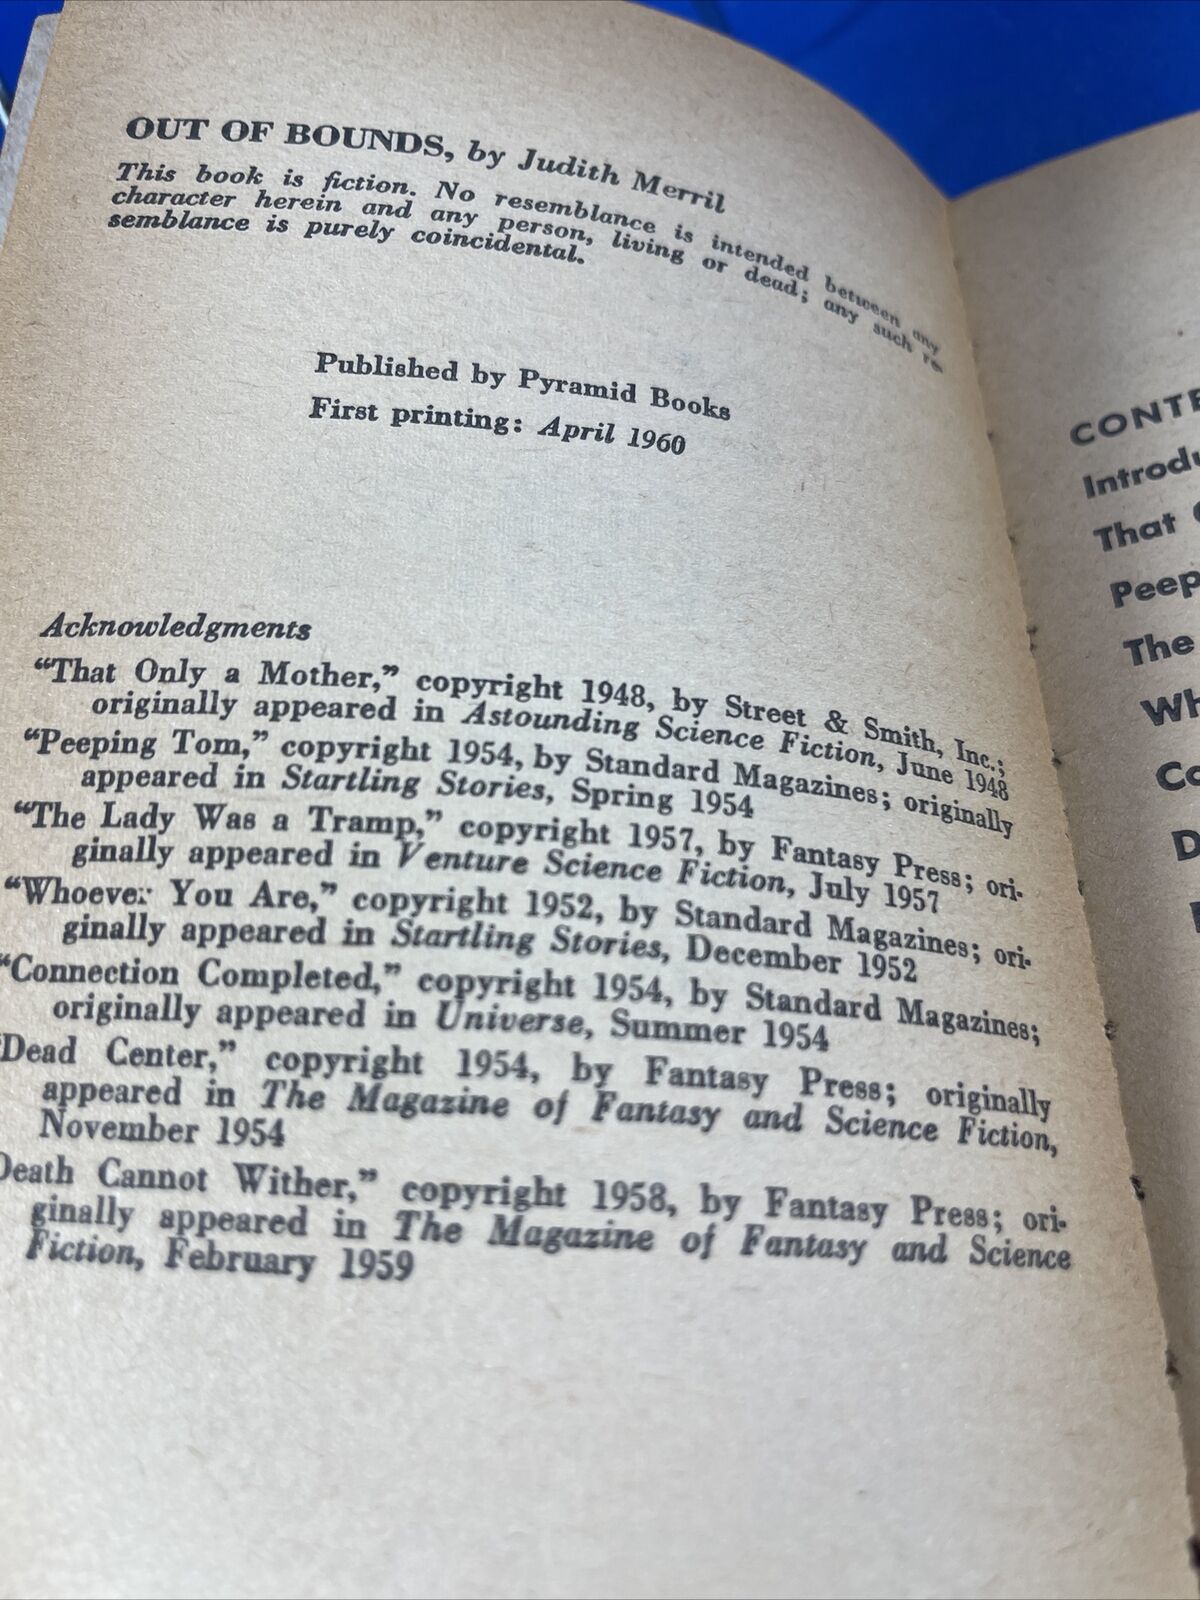 OUT OF BOUNDS, by Judith Merril
This book is fiction. No resemblance is intended between any
character herein and any person, living or dead; any such re-
semblance is purely coincidental.
Published by Pyramid Books
First printing: April 1960
Acknowledgments
“That Only a Mother,” copyright 1948, by Street & Smith, Inc.;
originally appeared in Astounding Science Fiction, June 1948
“Peeping Tom,” copyright 1954, by Standard Magazines; originally
appeared in Startling Stories, Spring 1954
“The Lady Was a Tramp,” copyright 1957, by Fantasy Press; ori-
ginally appeared in Venture Science Fiction, July 1957
“Whoever You Are,” copyright 1952, by Standard Magazines; ori-
ginally appeared in Startling Stories, December 1952
“Connection Completed,” copyright 1954, by Standard Magazines;
originally appeared in Universe, Summer 1954
“Dead Center,” copyright 1954, by Fantasy Press; originally
appeared in The Magazine of Fantasy and Science Fiction,
November 1954
Death Cannot Wither,” copyright 1958, by Fantasy Press; ori-
ginally appeared in The Magazine of Fantasy and Science
Fiction, February 1959
CONTE
Introdu
That
Peep
The
Wh
Co
D